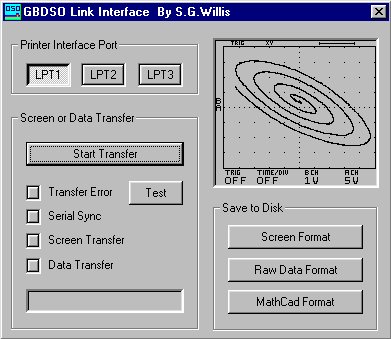 DSO
GBDSO Link Interface By S.G.Willis
Printer Interface Port
LPT1 LPT2 LPT3
Screen or Data Transfer
Start Transfer
Transfer Error
Test
Serial Sync
Screen Transfer
Data Transfer
TRIG XY
B
A
TRIG TIME/DIV BCH ACH
OFF OFF 1V 5V
Save to Disk
Screen Format
Raw Data Format
MathCad Format